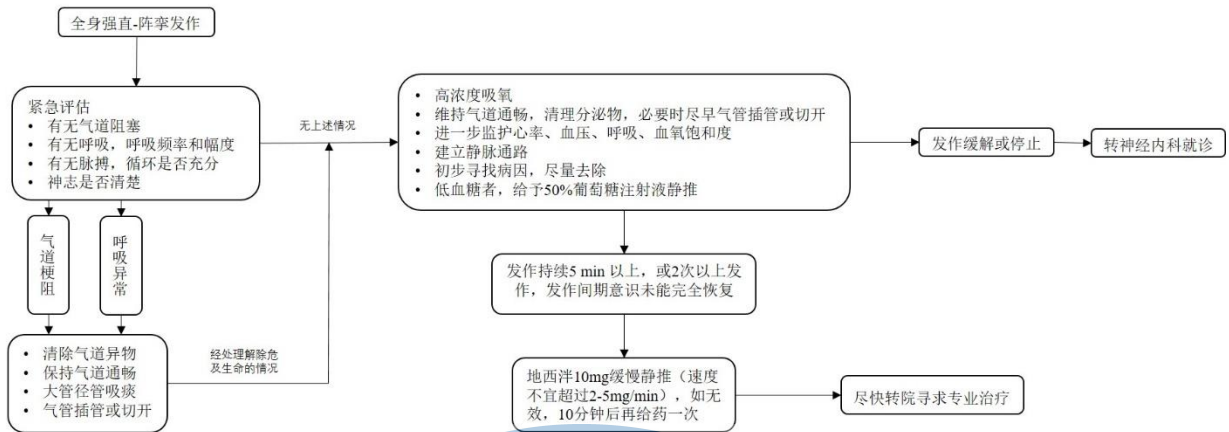 全身强直-阵挛发作
紧急评估
• 有无气道阻塞
• 有无呼吸，呼吸频率和幅度
• 有无脉搏，循环是否充分
• 神志是否清楚
无上述情况
• 高浓度吸氧
• 维持气道通畅，清理分泌物，必要时尽早气管插管或切开
• 进一步监护心率、血压、呼吸、血氧饱和度
• 建立静脉通路
• 初步寻找病因，尽量去除
• 低血糖者，给予50%葡萄糖注射液静推
发作缓解或停止
转神经内科就诊
气道梗阻
呼吸异常
发作持续5 min 以上，或2次以上发
作，发作间期意识未能完全恢复
• 清除气道异物
• 保持气道通畅
• 大管径管吸痰
• 气管插管或切开
经处理解除危
及生命的情况
地西泮10mg缓慢静推（速度
不宜超过2-5mg/min），如无
效，10分钟后再给药一次
尽快转院寻求专业治疗